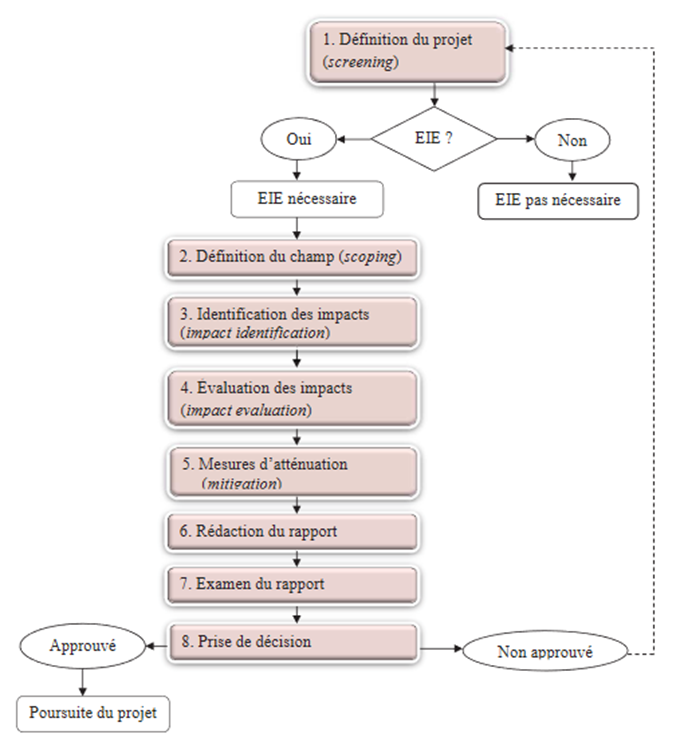 1. Définition du projet
(screening)
EIE ?
Oui
Non
EIE nécessaire
EIE pas nécessaire
2. Définition du champ (scoping)
3. Identification des impacts
(impact identification)
4. Évaluation des impacts
(impact evaluation)
5. Mesures d’atténuation
(mitigation)
6. Rédaction du rapport
7. Examen du rapport
8. Prise de décision
Approuvé
Non approuvé
Poursuite du projet